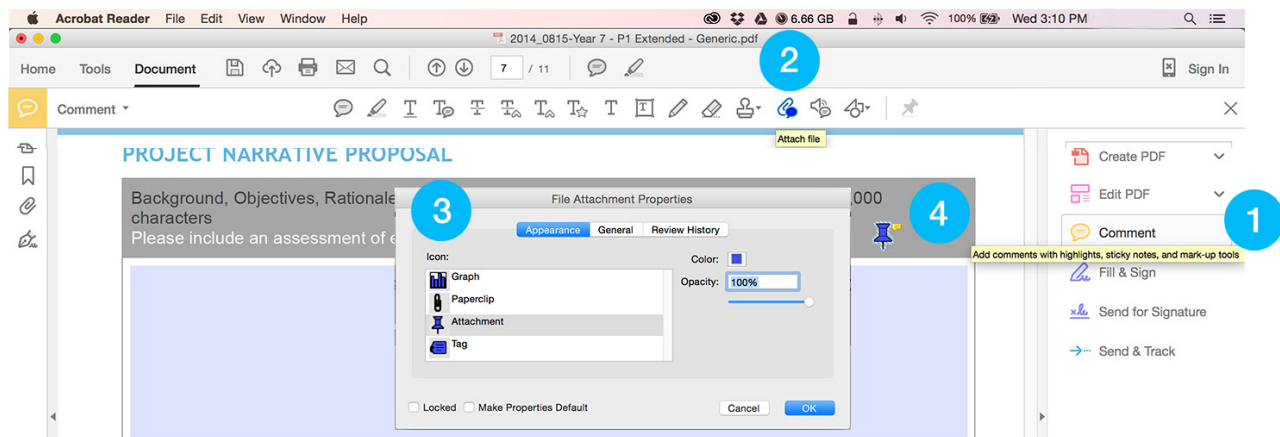 Acrobat Reader File Edit View Window Help 6.66 GB 100% Wed 3:10 PM
2014_0815-Year 7 - P1 Extended - Generic.pdf
2
Home Tools Document 7 / 11 Sign In
Comment
Attach file
PROJECT NARRATIVE PROPOSAL
Create PDF
Background, Objectives, Rationale ,000
characters
Please include an assessment of e
3
4
1
Edit PDF
Comment
Add comments with highlights, sticky notes, and mark-up tools
Fill & Sign
Send for Signature
Send & Track
File Attachment Properties
Appearance General Review History
Icon:
Graph
Paperclip
Attachment
Tag
Color:
Opacity: 100%
Locked Make Properties Default Cancel OK